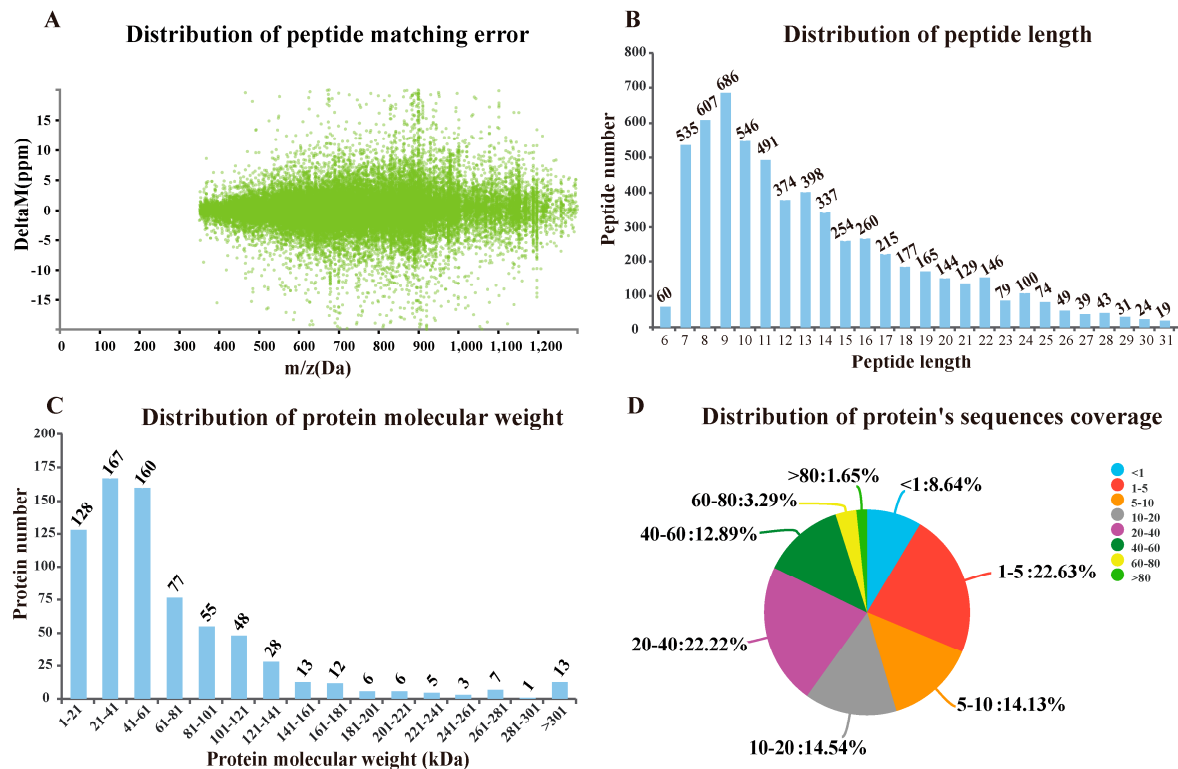 A
Distribution of peptide matching error
DeltaM(ppm)
20
15
10
5
0
-5
-10
-15
0 100 200 300 400 500 600 700 800 900 1,000 1,100 1,200
m/z(Da)
B
Distribution of peptide length
Peptide number
800
700
600
500
400
300
200
100
0
60 535 607 686 546 491 374 398 337 254 260 215 177 165 144 129 146 79 100 74 49 39 43 31 24 19
6 7 8 9 10 11 12 13 14 15 16 17 18 19 20 21 22 23 24 25 26 27 28 29 30 31
Peptide length
C
Distribution of protein molecular weight
Protein number
200
175
150
125
100
75
50
25
0
128 167 160 77 55 48 28 13 12 6 6 5 3 7 1 13
1-21 21-41 41-61 61-81 81-101 101-121 121-141 141-161 161-181 181-201 201-221 221-241 241-261 261-281 281-301 >301
Protein molecular weight (kDa)
D
Distribution of protein's sequences coverage
>80:1.65%
<1:8.64%
60-80:3.29%
40-60:12.89%
1-5:22.63%
20-40:22.22%
5-10:14.13%
10-20:14.54%
<1
1-5
5-10
10-20
20-40
40-60
60-80
>80